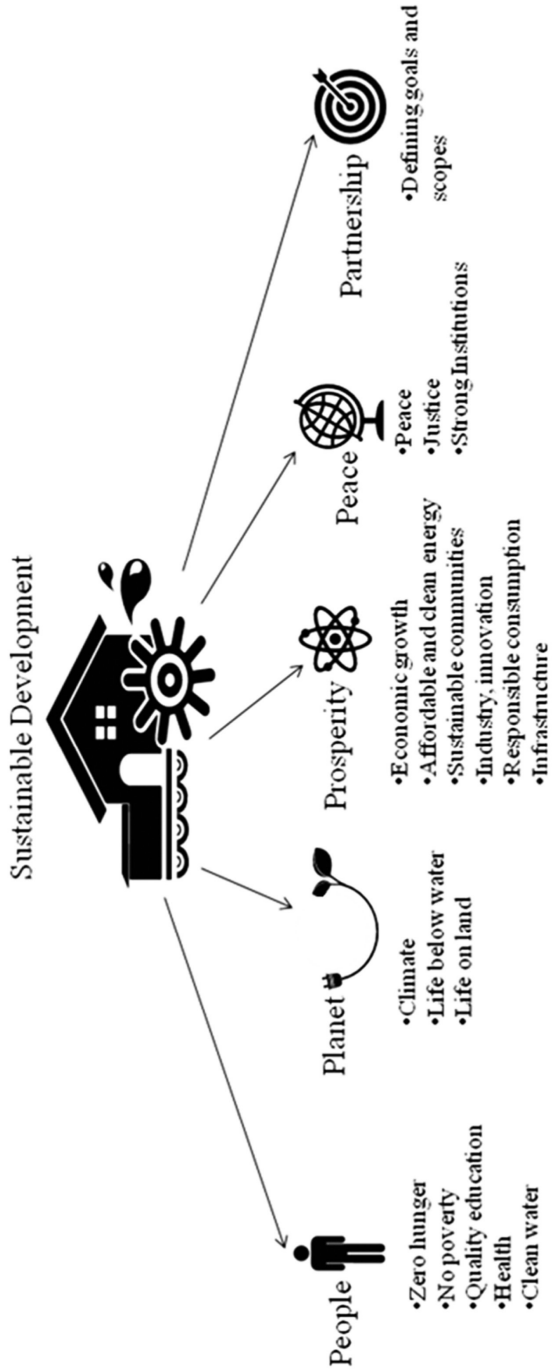 Sustainable Development
People
•Zero hunger
•No poverty
•Quality education
•Health
•Clean water
Planet
•Climate
•Life below water
•Life on land
Prosperity
•Economic growth
•Affordable and clean energy
•Sustainable communities
•Industry, innovation
•Responsible consumption
•Infrastructure
Peace
•Peace
•Justice
•Strong Institutions
Partnership
•Defining goals and
scopes